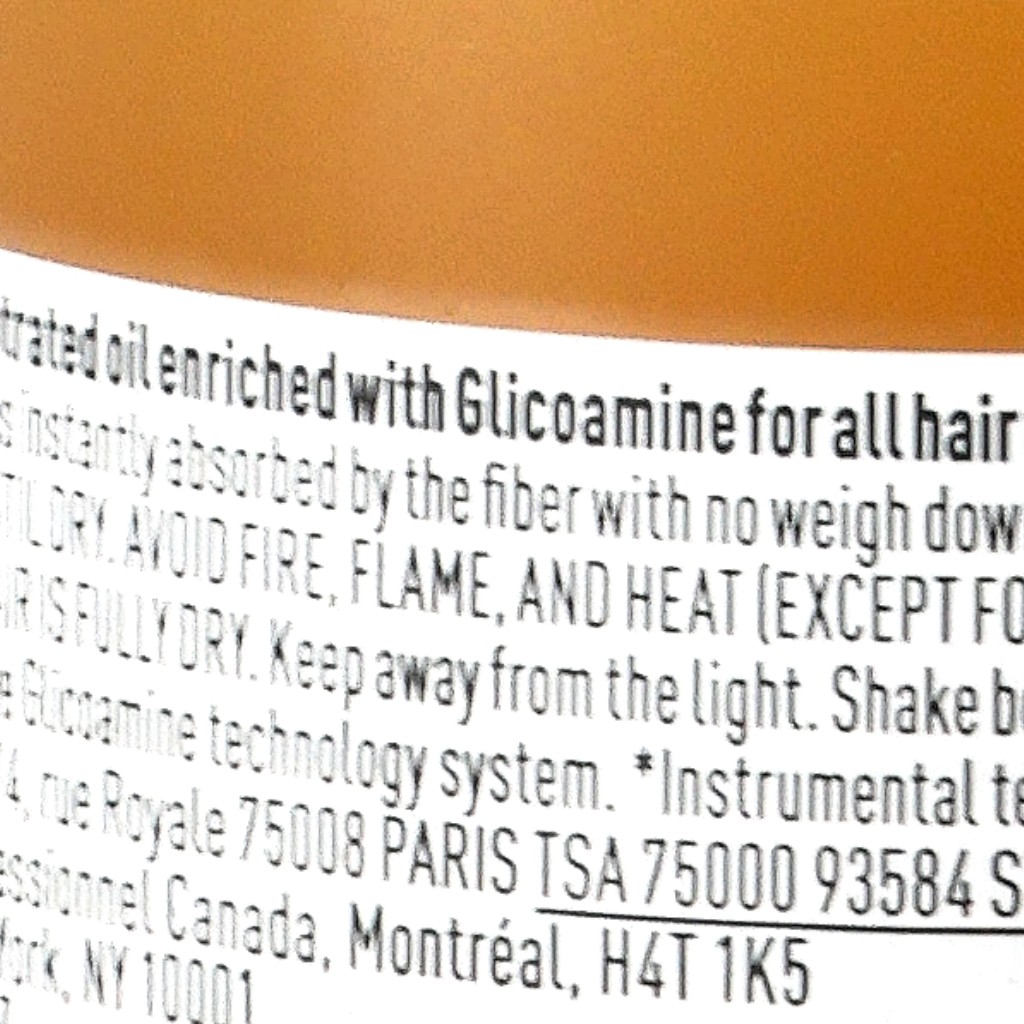 trated oil enriched with Glicoamine for all hair
s instantly absorbed by the fiber with no weigh dow
TIL DRY. AVOID FIRE, FLAME, AND HEAT (EXCEPT FO
IR IS FULLY DRY. Keep away from the light. Shake b
e Glicoamine technology system. *Instrumental te
4, rue Royale 75008 PARIS TSA 75000 93584 S
essionnel Canada, Montréal, H4T 1K5
York, NY 10001